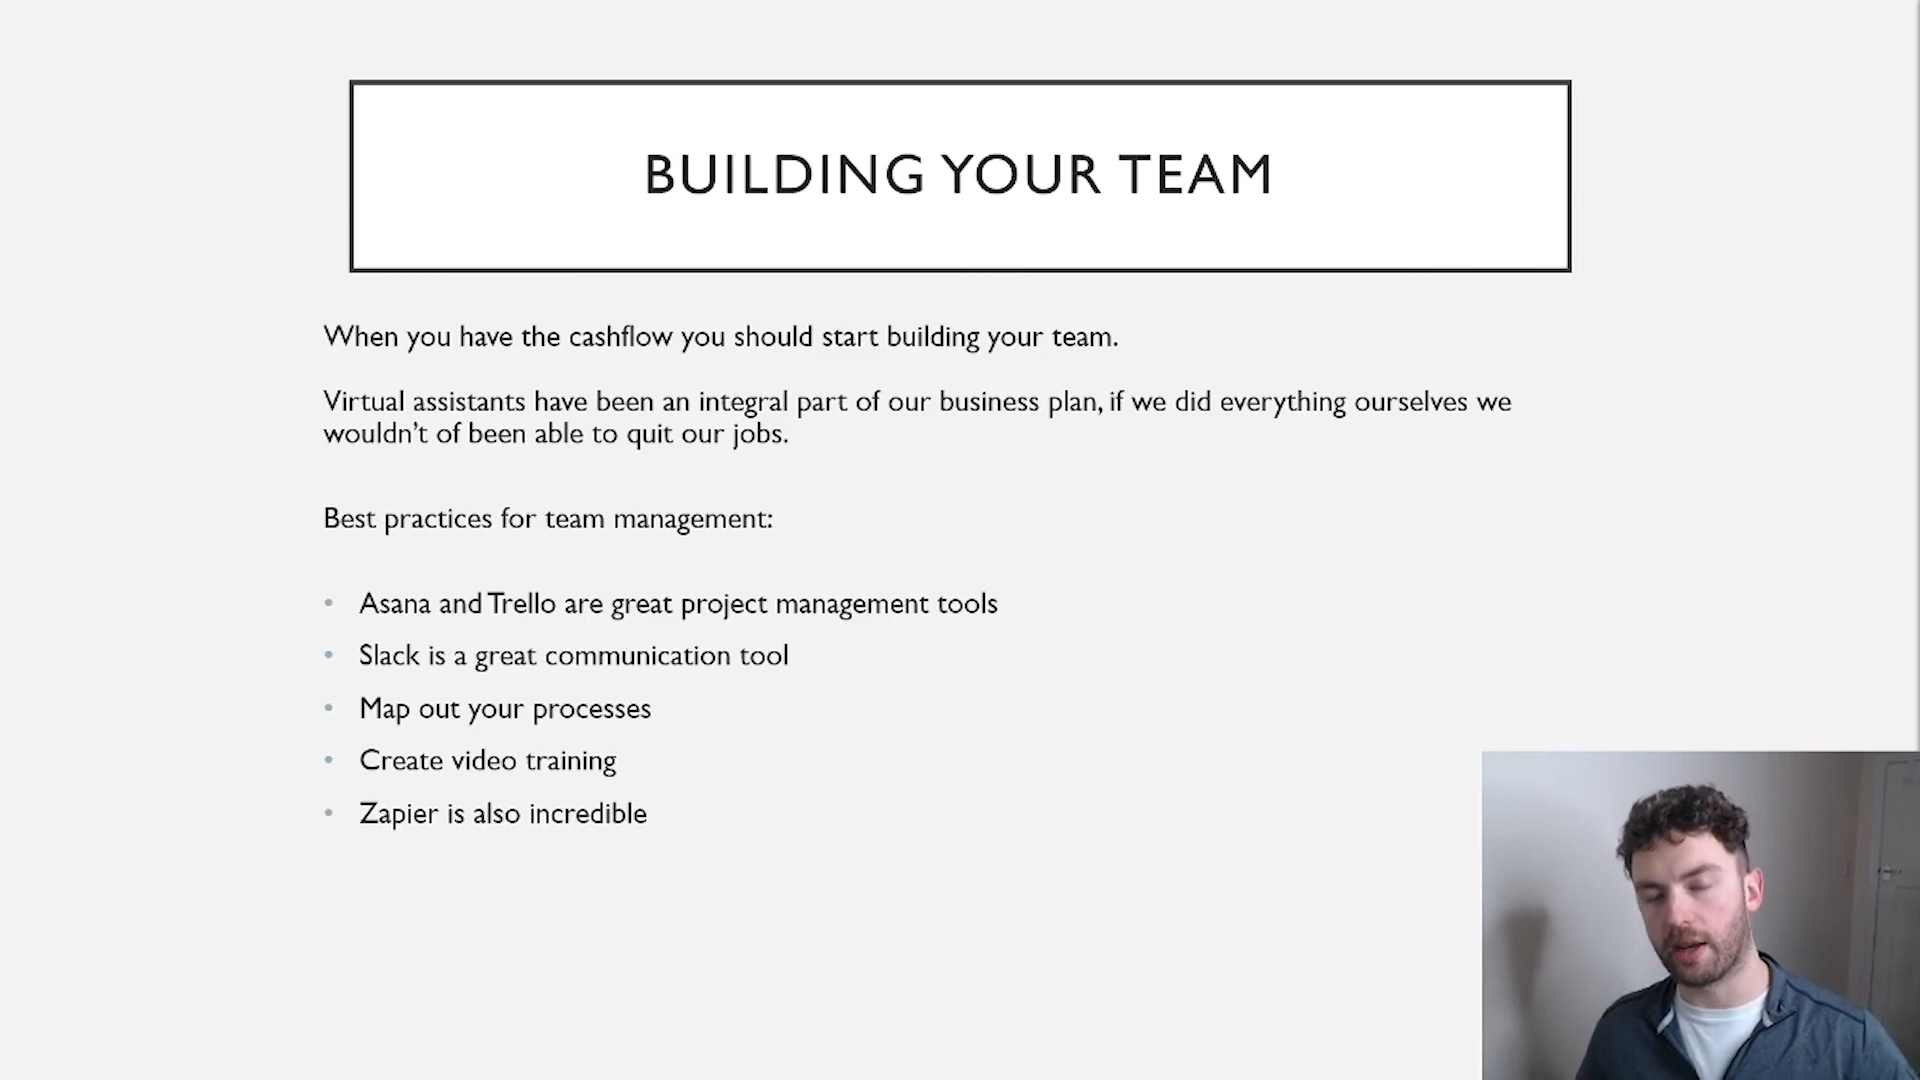 BUILDING YOUR TEAM
When you have the cashflow you should start building your team.
Virtual assistants have been an integral part of our business plan, if we did everything ourselves we
wouldn't of been able to quit our jobs.
Best practices for team management:
• Asana and Trello are great project management tools
• Slack is a great communication tool
• Map out your processes
• Create video training
• Zapier is also incredible